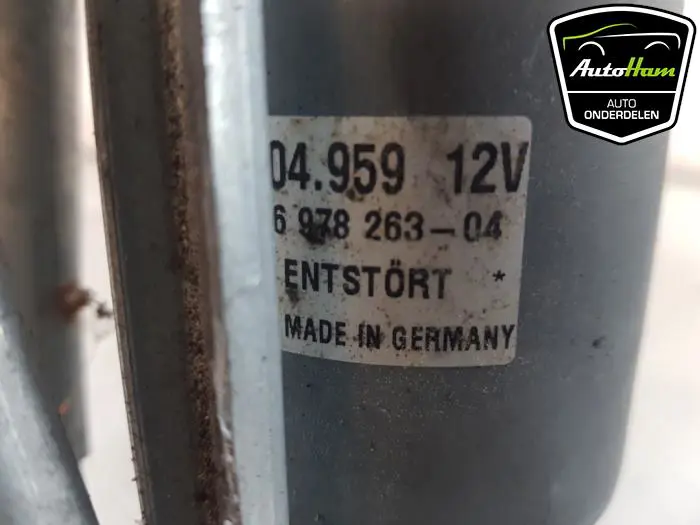 AutoHam
AUTO
ONDERDELEN
04.959 12V
6 978 263-04
ENTSTÖRT *
MADE IN GERMANY